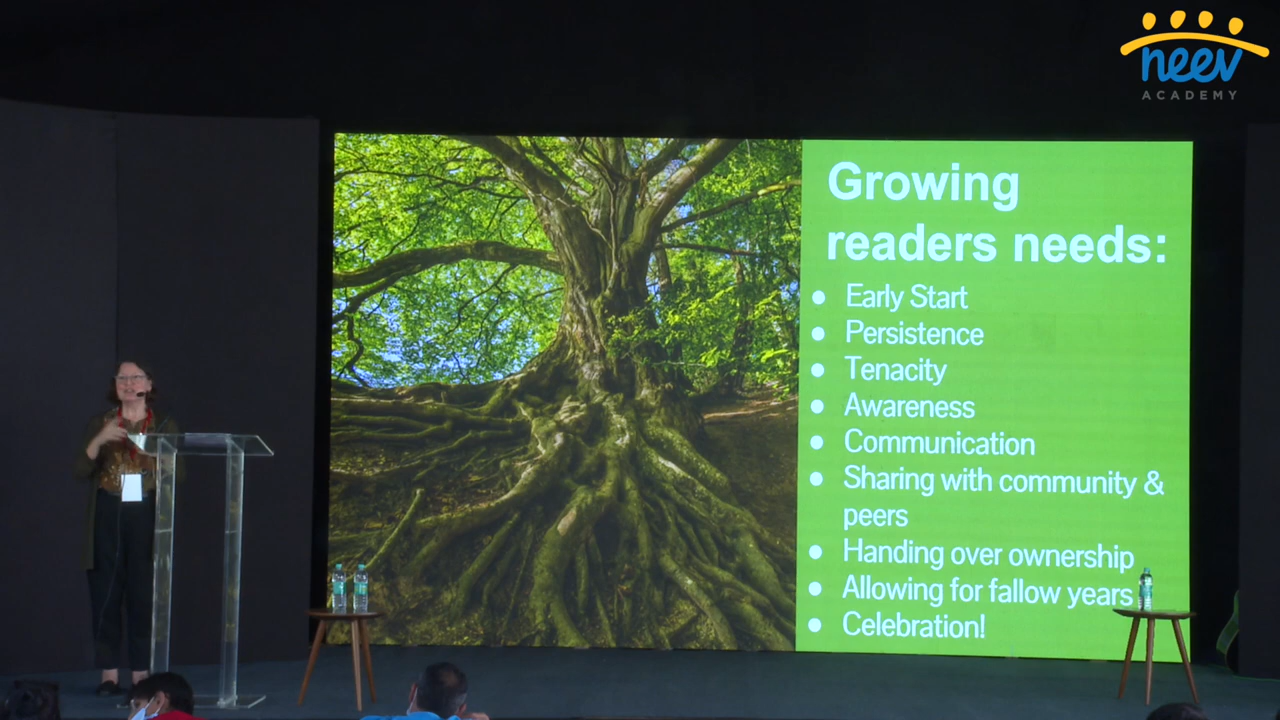 neev
ACADEMY
Growing
readers needs:
• Early Start
• Persistence
• Tenacity
• Awareness
• Communication
• Sharing with community &
peers
• Handing over ownership
• Allowing for fallow years
• Celebration!